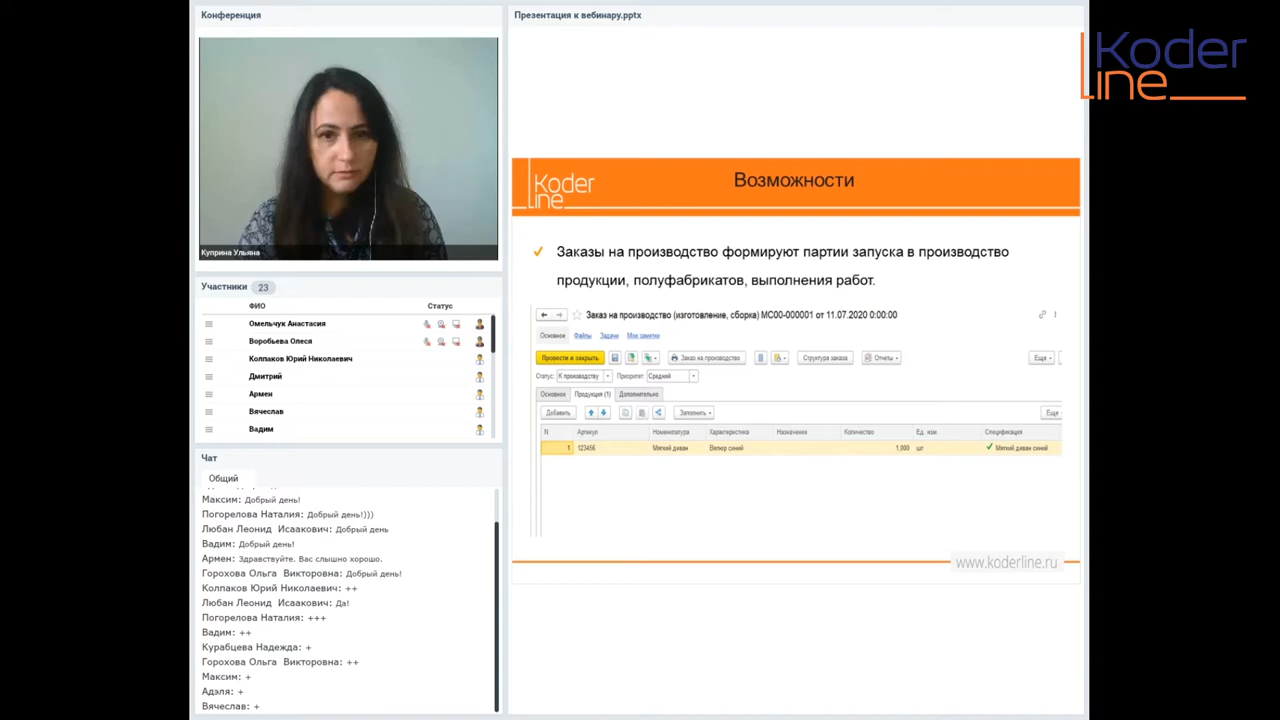 Конференция
Куприна Ульяна
Участники 23
ФИО Статус
Омельчук Анастасия
Воробьева Олеся
Колпаков Юрий Николаевич
Дмитрий
Армен
Вячеслав
Вадим
Чат
Общий
Максим: Добрый день!
Погорелова Наталия: Добрый день!)))
Любан Леонид Исаакович: Добрый день
Вадим: Добрый день!
Армен: Здравствуйте. Вас слышно хорошо.
Горохова Ольга Викторовна: Добрый день!
Колпаков Юрий Николаевич: ++
Любан Леонид Исаакович: Да!
Погорелова Наталия: +++
Вадим: ++
Курабцева Надежда: +
Горохова Ольга Викторовна: ++
Максим: +
Адэля: +
Вячеслав: +
Презентация к вебинару.pptx
Koder
line
Koder
line
Возможности
Заказы на производство формируют партии запуска в производство
продукции, полуфабрикатов, выполнения работ.
Заказ на производство (изготовление, сборка) МС00-000001 от 11.07.2020 0:00:00
Основное Файлы Задачи Мои заметки
Провести и закрыть Заказ на производство Структура заказа Отчеты Еще
Статус: К производству Приоритет: Средний
Основное Продукция (1) Дополнительно
Добавить Заполнить Еще
N Артикул Номенклатура Характеристика Назначение Количество Ед. изм Спецификация
1 123456 Мягкий диван Велюр синий 1,000 шт Мягкий диван синий
www.koderline.ru